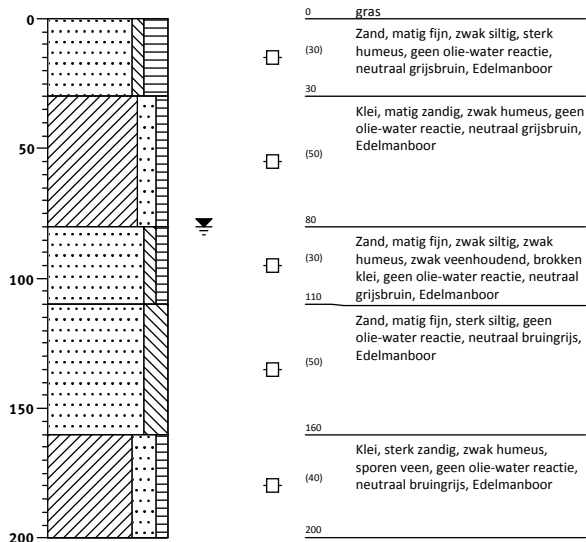 0
50
100
150
200
0 gras
(30)
Zand, matig fijn, zwak siltig, sterk
humeus, geen olie-water reactie,
neutraal grijsbruin, Edelmanboor
30
(50)
Klei, matig zandig, zwak humeus, geen
olie-water reactie, neutraal grijsbruin,
Edelmanboor
80
(30)
Zand, matig fijn, zwak siltig, zwak
humeus, zwak veenhoudend, brokken
klei, geen olie-water reactie, neutraal
grijsbruin, Edelmanboor
110
(50)
Zand, matig fijn, sterk siltig, geen
olie-water reactie, neutraal bruingrijs,
Edelmanboor
160
(40)
Klei, sterk zandig, zwak humeus,
sporen veen, geen olie-water reactie,
neutraal bruingrijs, Edelmanboor
200